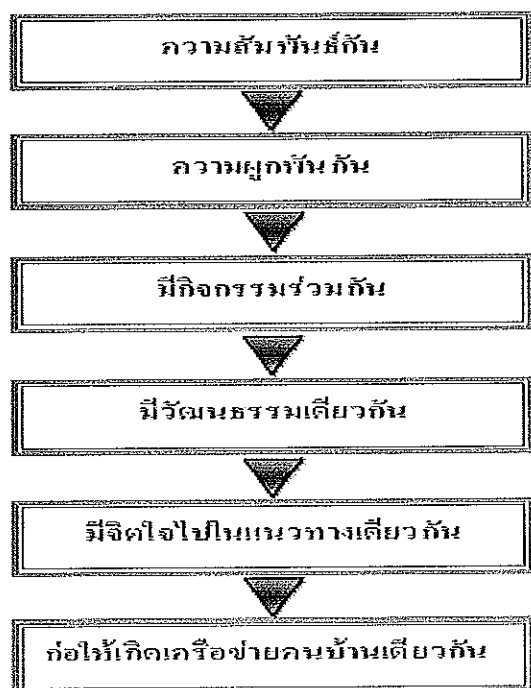 ความสัมพันธ์กัน
ความผูกพันกัน
มีกิจกรรมร่วมกัน
มีวัฒนธรรมเดียวกัน
มีจิตใจไปในแนวทางเดียวกัน
ก่อให้เกิดเครือข่ายคนบ้านเดียวกัน